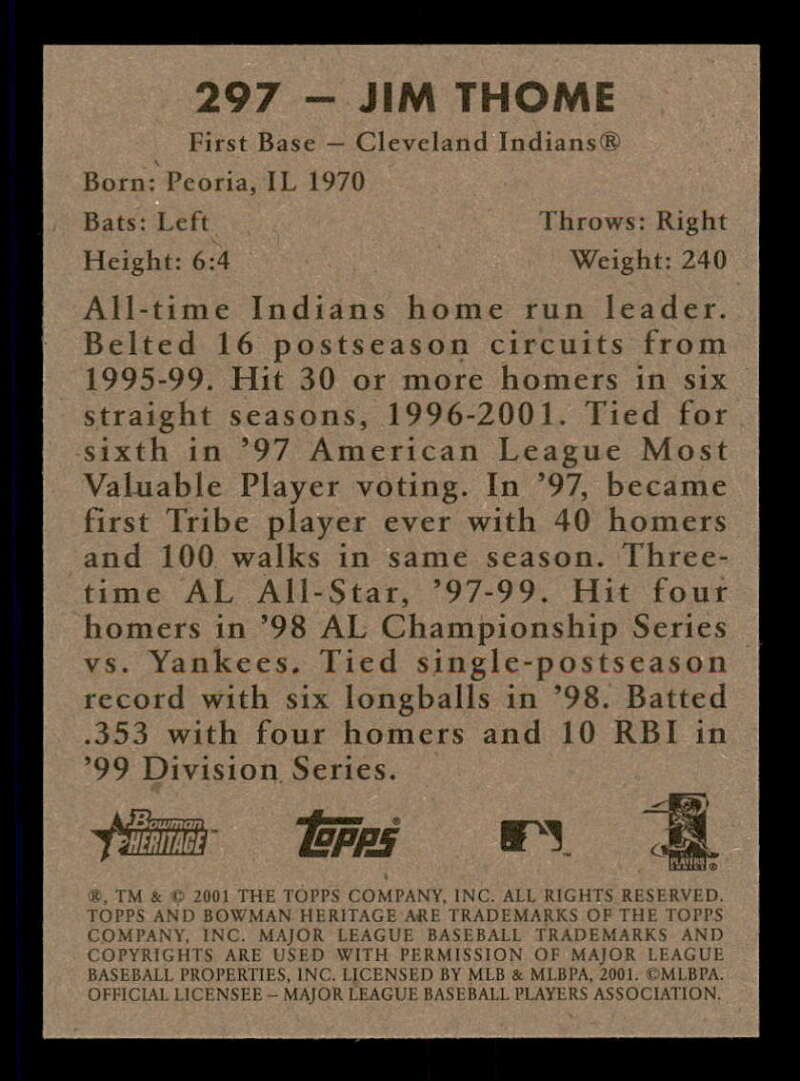 297 – JIM THOME
First Base – Cleveland Indians®
Born: Peoria, IL 1970
Bats: Left Throws: Right
Height: 6:4 Weight: 240
All-time Indians home run leader.
Belted 16 postseason circuits from
1995-99. Hit 30 or more homers in six
straight seasons, 1996-2001. Tied for
sixth in ’97 American League Most
Valuable Player voting. In ’97, became
first Tribe player ever with 40 homers
and 100 walks in same season. Three-
time AL All-Star, ’97-99. Hit four
homers in ’98 AL Championship Series
vs. Yankees. Tied single-postseason
record with six longballs in ’98. Batted
.353 with four homers and 10 RBI in
’99 Division Series.
Bowman HERITAGE™ Topps® ™ PLAYERS ®
®, TM & © 2001 THE TOPPS COMPANY, INC. ALL RIGHTS RESERVED.
TOPPS AND BOWMAN HERITAGE ARE TRADEMARKS OF THE TOPPS
COMPANY, INC. MAJOR LEAGUE BASEBALL TRADEMARKS AND
COPYRIGHTS ARE USED WITH PERMISSION OF MAJOR LEAGUE
BASEBALL PROPERTIES, INC. LICENSED BY MLB & MLBPA, 2001. ©MLBPA.
OFFICIAL LICENSEE – MAJOR LEAGUE BASEBALL PLAYERS ASSOCIATION.